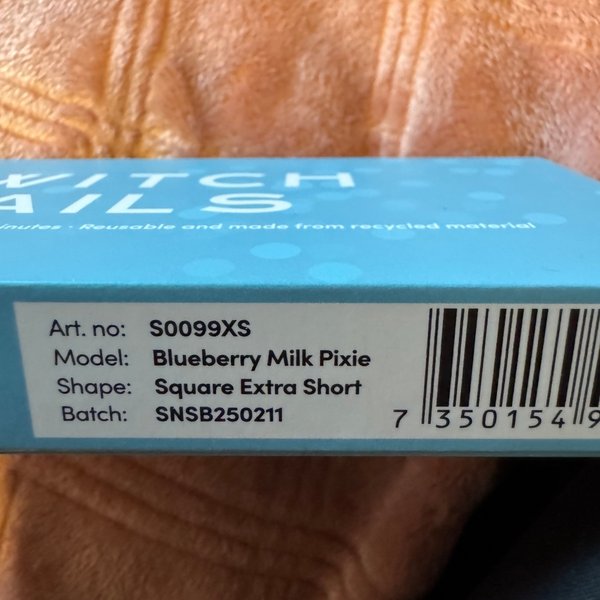 WITCH
AILS
inutes · Reusable and made from recycled material
Art. no: S0099XS
Model: Blueberry Milk Pixie
Shape: Square Extra Short
Batch: SNSB250211
7 350154 9